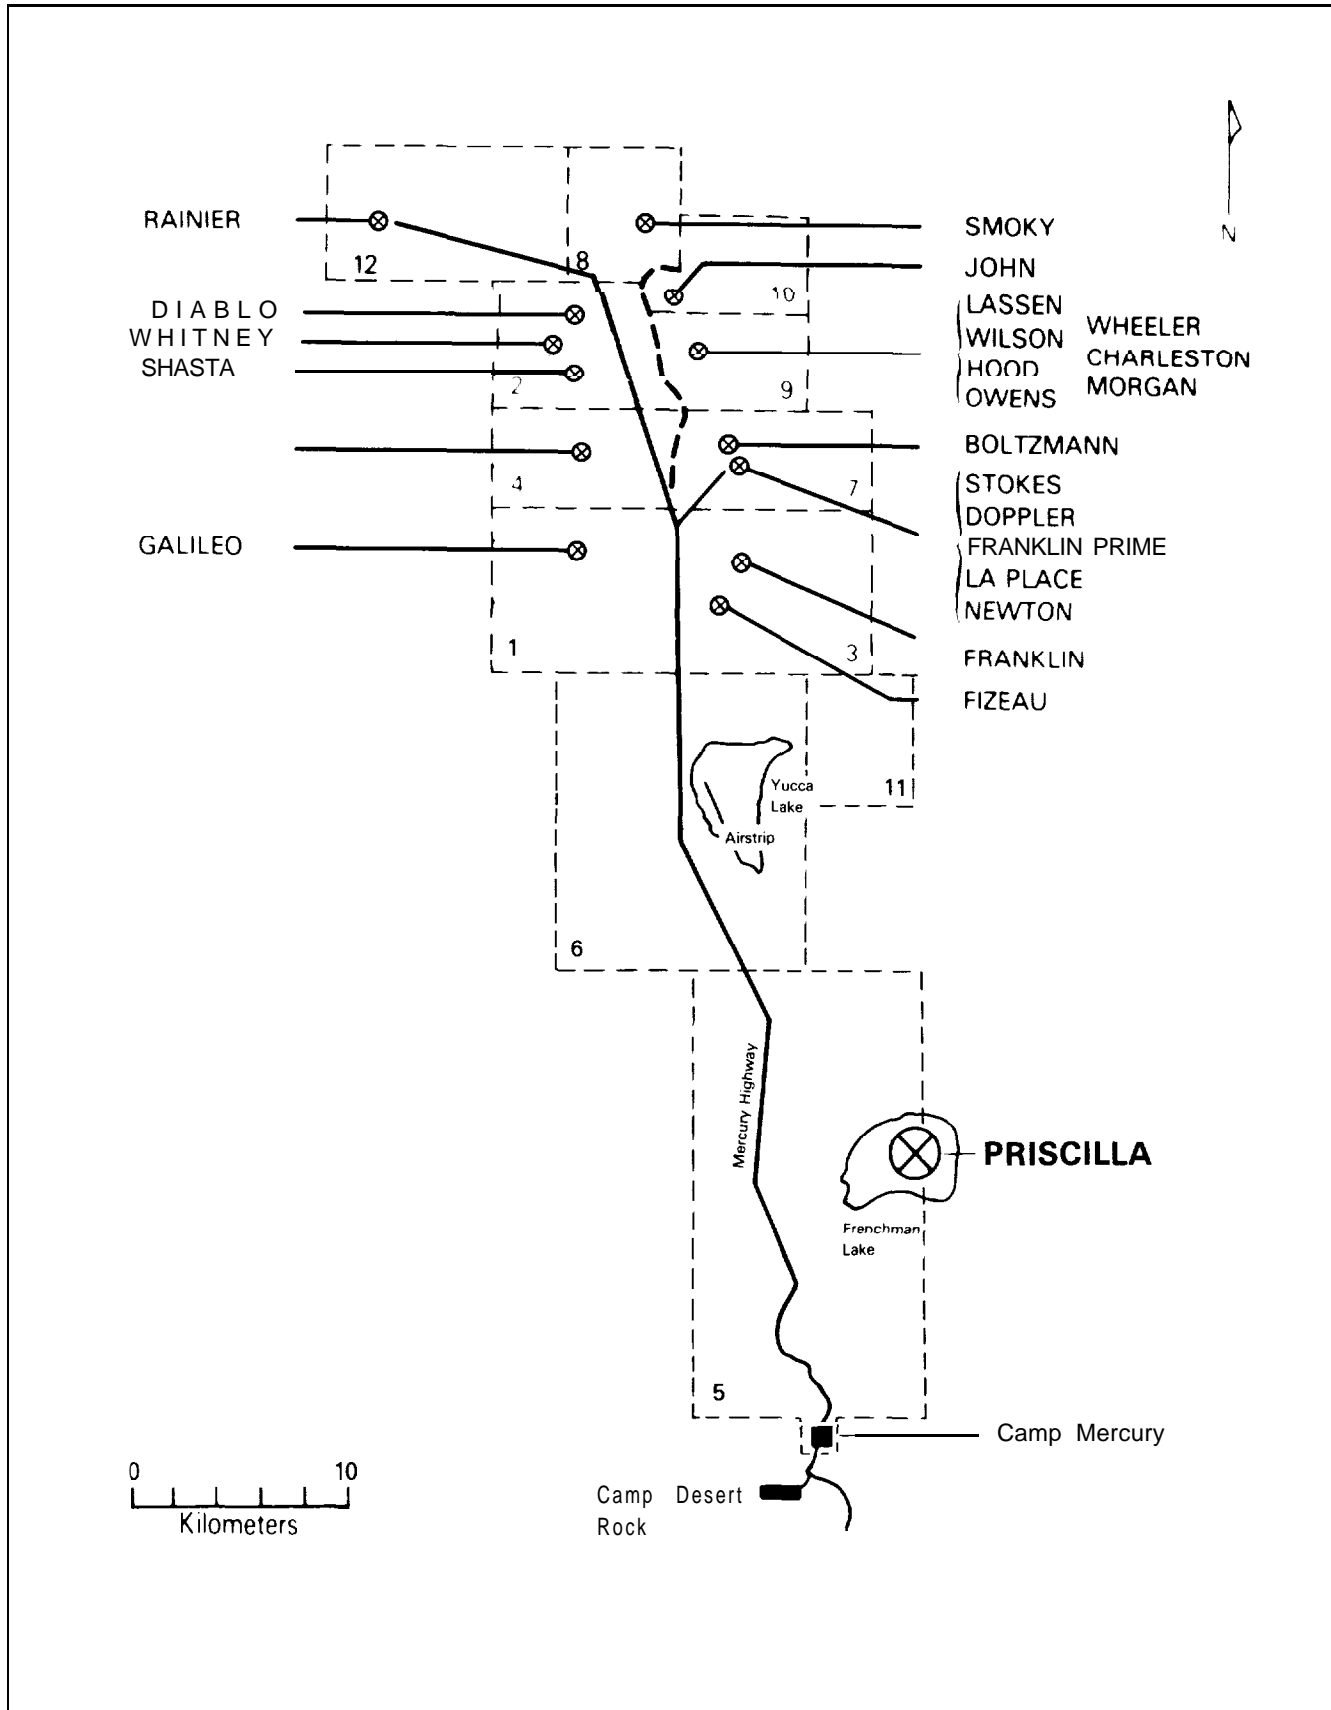 N
RAINIER
SMOKY
12
8
JOHN
10
DIABLO
LASSEN
WHITNEY
WILSON
WHEELER
SHASTA
HOOD
CHARLESTON
2
9
OWENS
MORGAN
BOLTZMANN
4
7
STOKES
DOPPLER
GALILEO
FRANKLIN PRIME
LA PLACE
NEWTON
1
3
FRANKLIN
FIZEAU
Yucca
Lake
11
Airstrip
6
Mercury Highway
PRISCILLA
Frenchman
Lake
5
Camp Mercury
0 10
Kilometers
Camp Desert
Rock